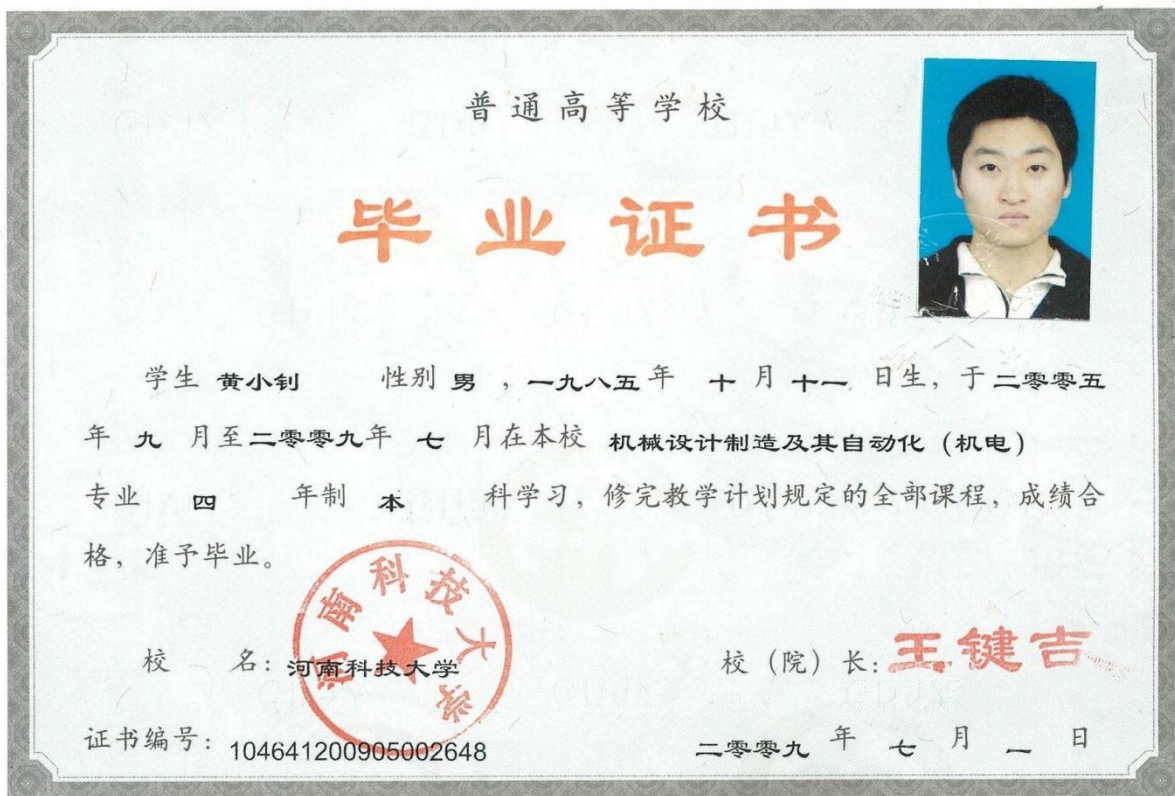 普通高等学校
毕业证书
学生 黄小钊 性别 男 ，一九八五 年 十 月 十一 日生，于 二零零五
年 九 月至 二零零九 年 七 月在本校 机械设计制造及其自动化（机电）
专业 四 年制 本 科学习，修完教学计划规定的全部课程，成绩合
格，准予毕业。
河南科技大学
校 名：河南科技大学 校（院）长：王键吉
证书编号：104641200905002648 二零零九 年 七 月 一 日